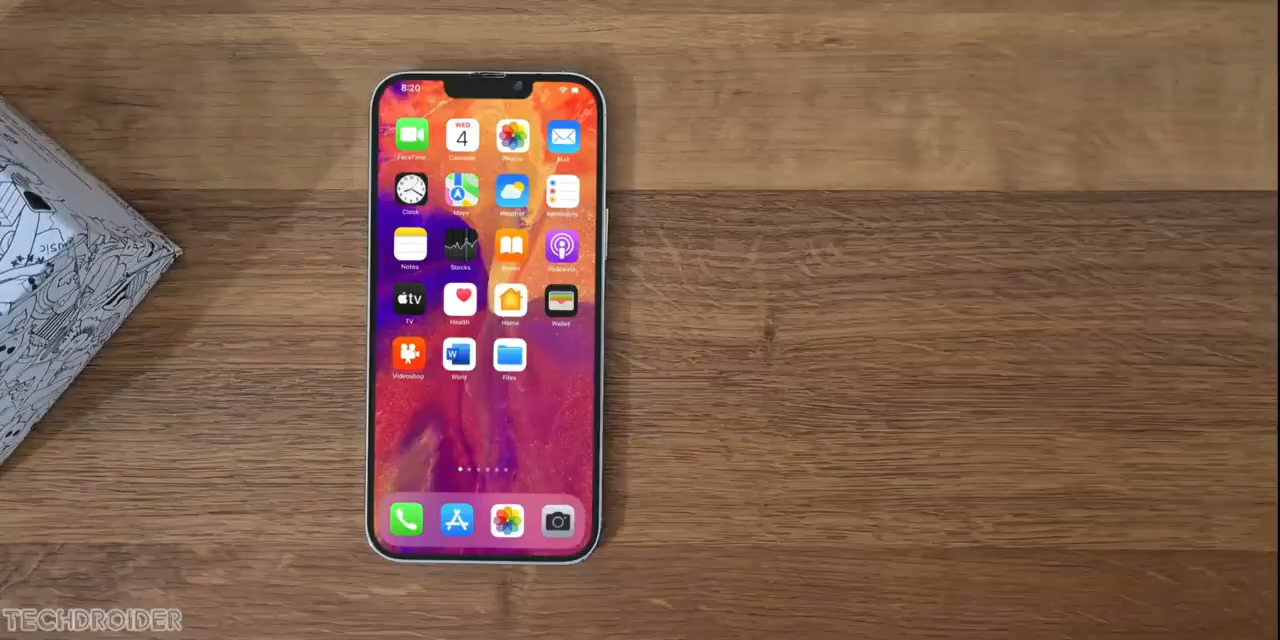 8:20
WED
4
FaceTime Calendar Photos Mail
Clock Maps Weather Reminders
Notes Stocks Books Podcasts
tv
TV Health Home Wallet
W
Videoshop Word Files
MUSIC
TECHDROIDER